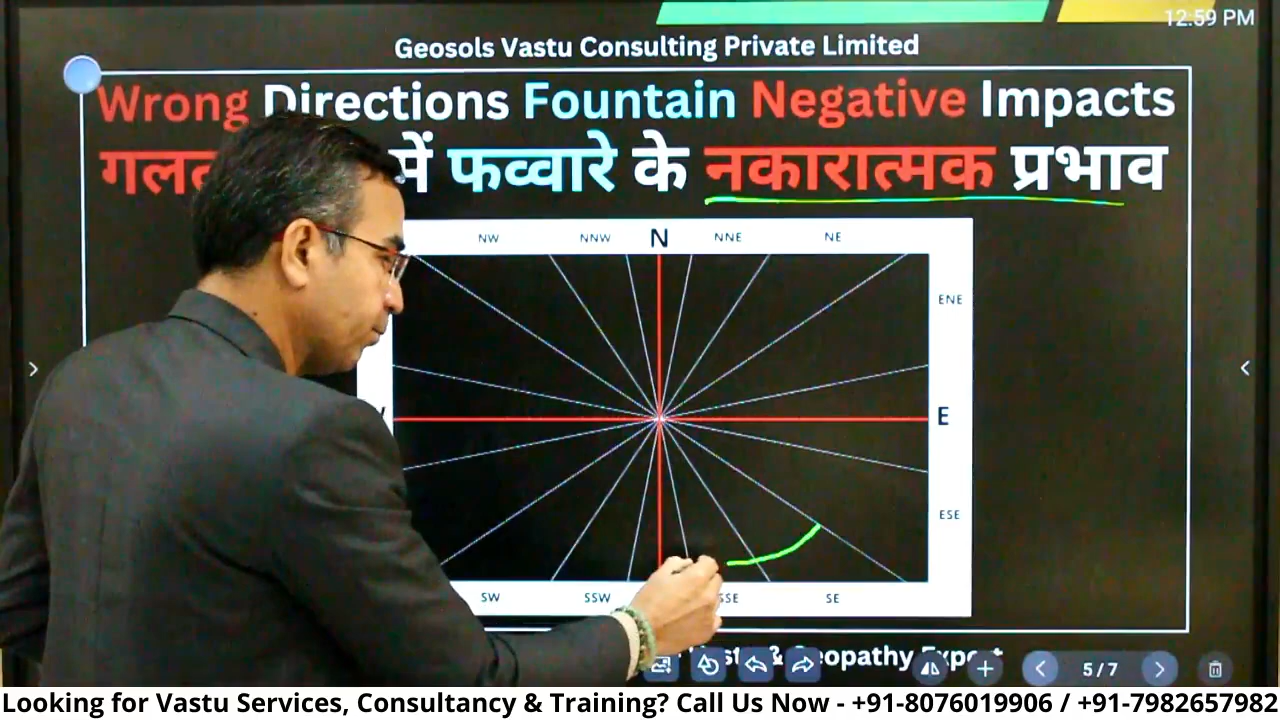 12:59 PM
Geosols Vastu Consulting Private Limited
Wrong Directions Fountain Negative Impacts
में फव्वारे के नकारात्मक प्रभाव
NW NNW N NNE NE
ENE
E
ESE
SW SSW SE
5/7
Looking for Vastu Services, Consultancy & Training? Call Us Now - +91-8076019906 / +91-7982657982